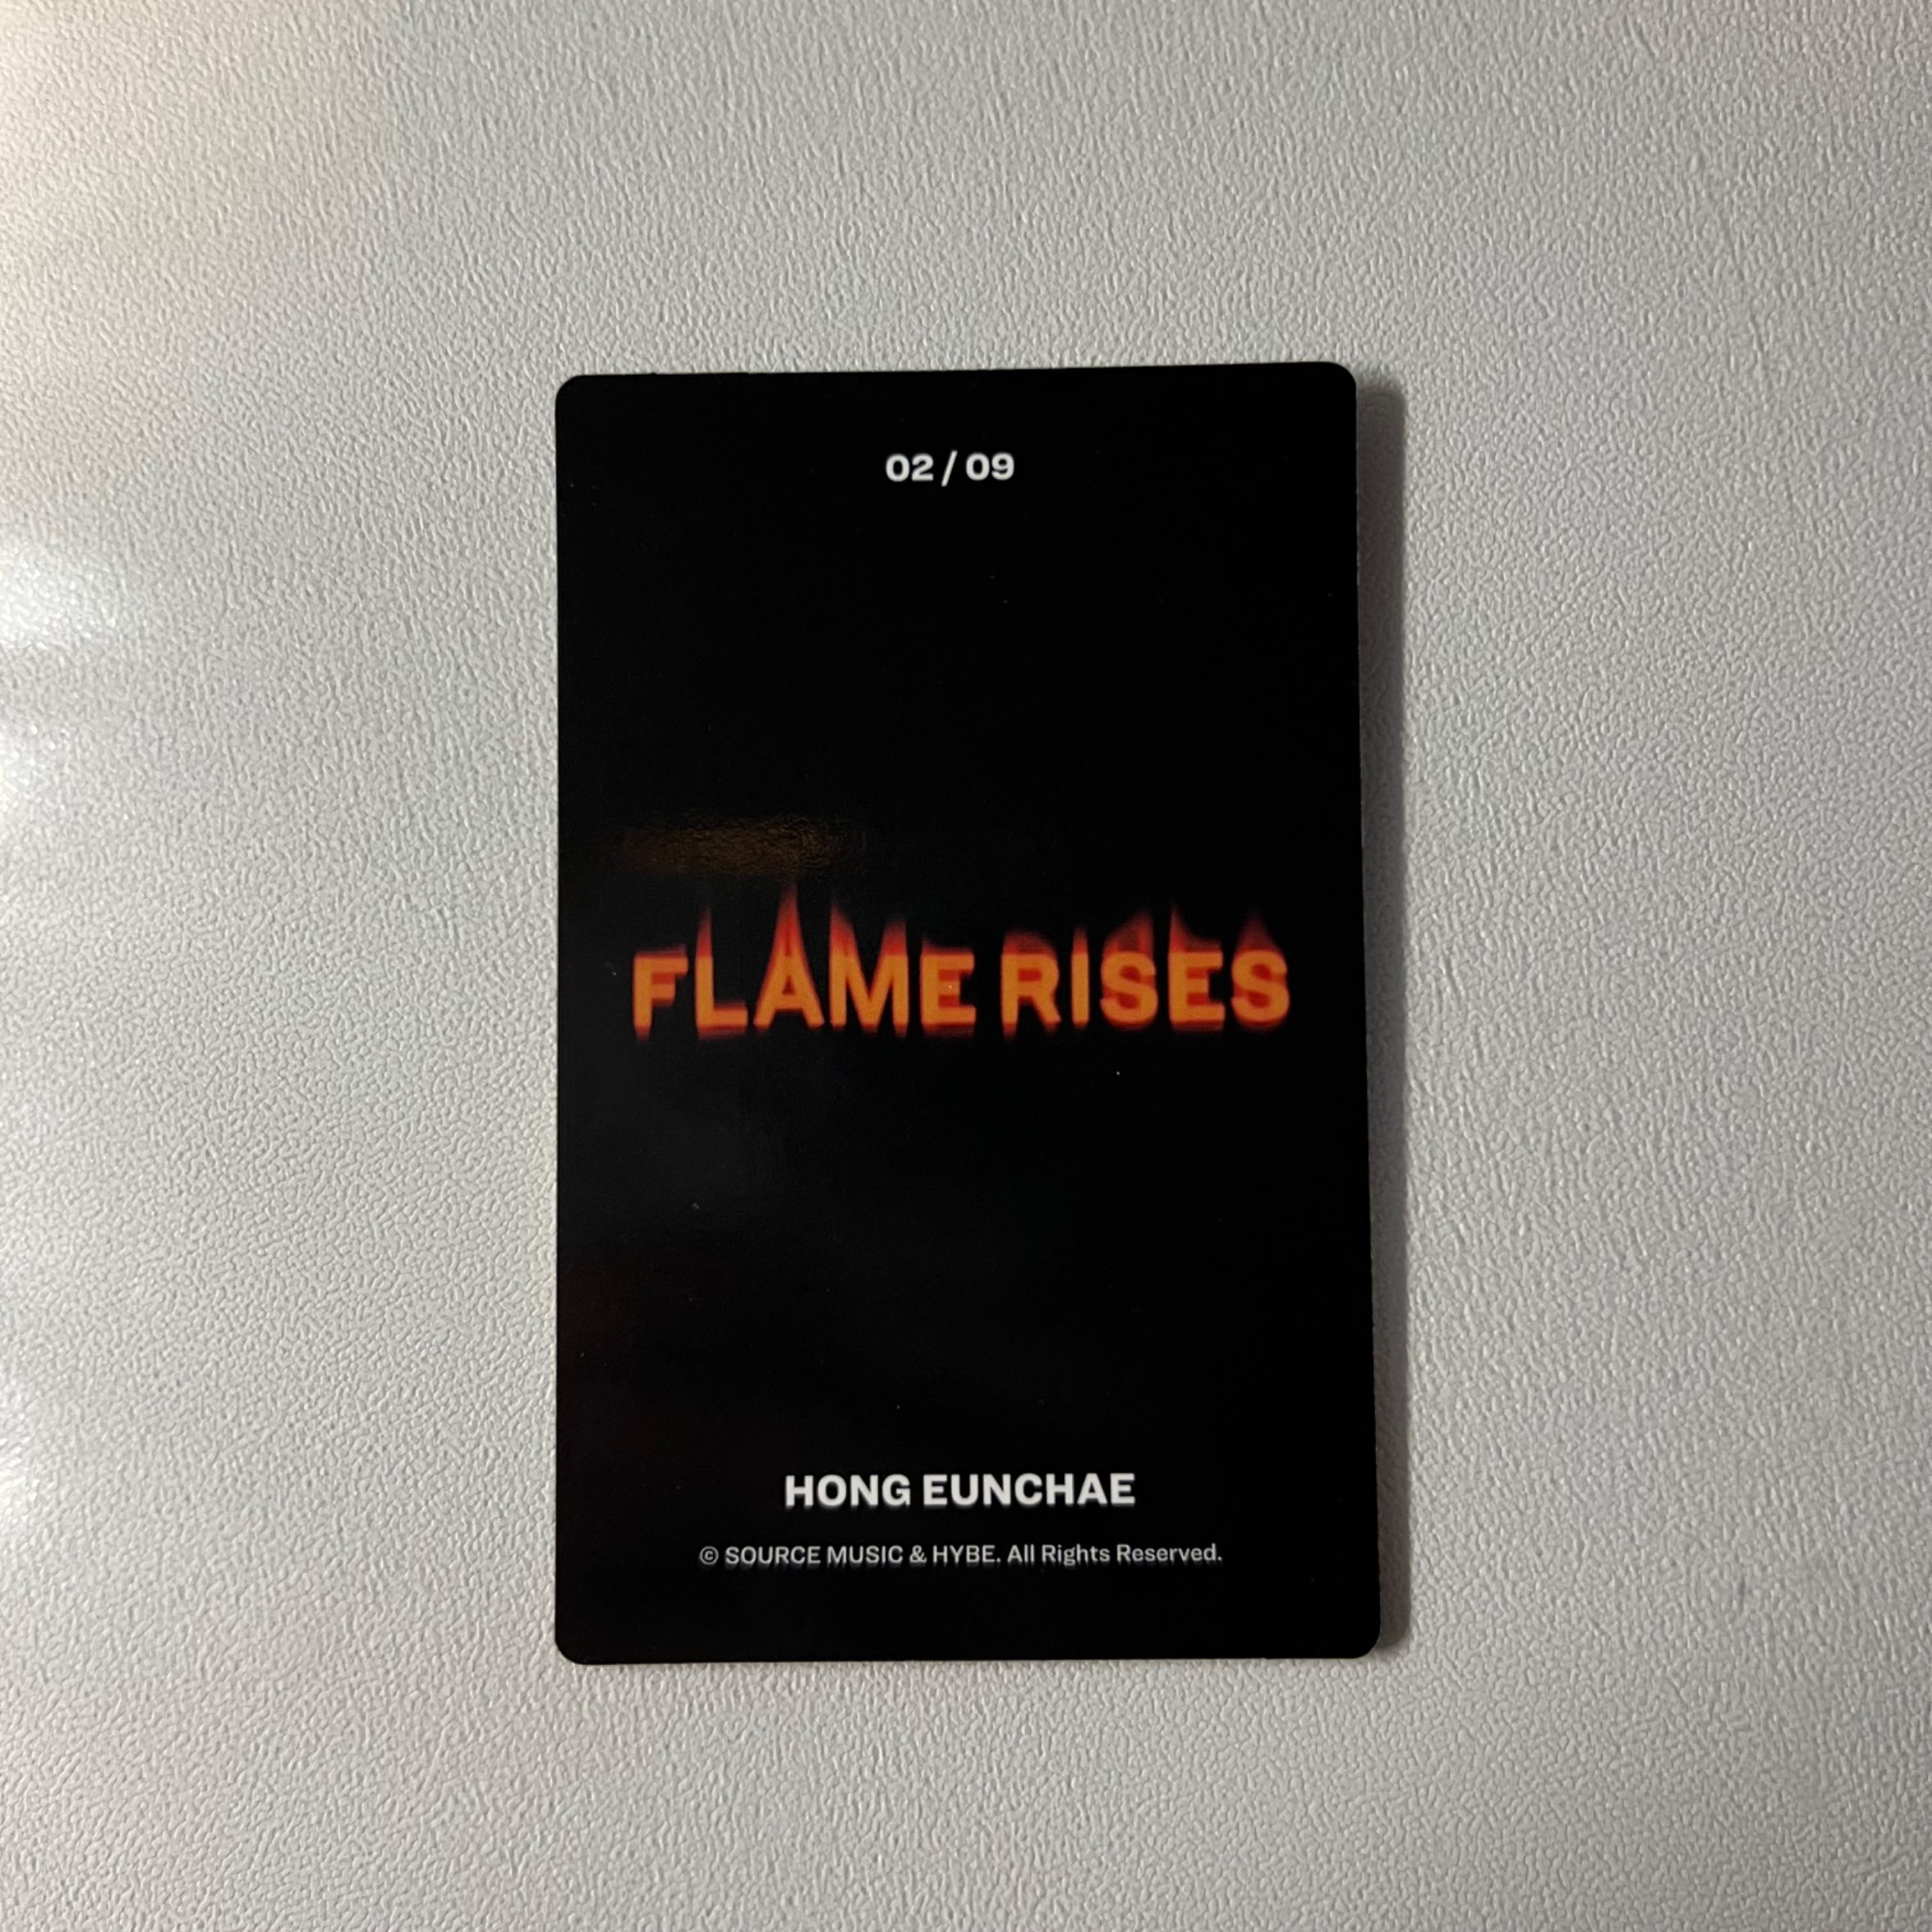 02 / 09
FLAME RISES
HONG EUNCHAE
© SOURCE MUSIC & HYBE. All Rights Reserved.